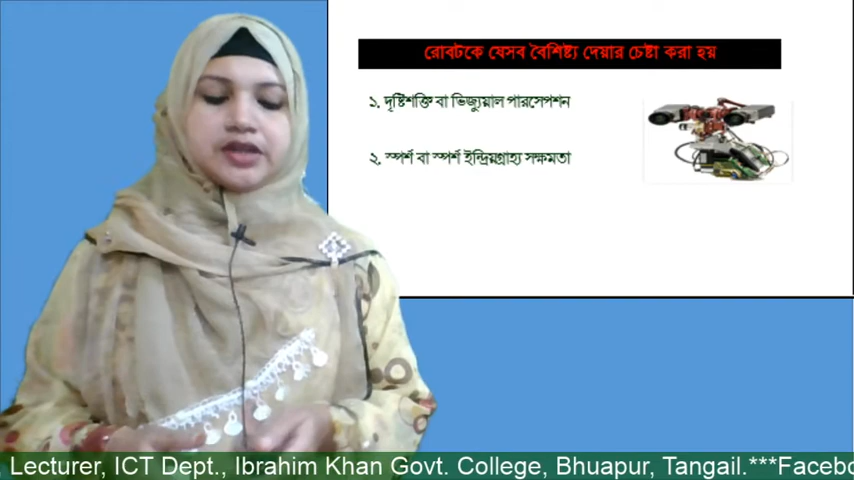 রোবটকে যেসব বৈশিষ্ট্য দেয়ার চেষ্টা করা হয়
১. দৃষ্টিশক্তি বা ভিজ্যুয়াল পারসেপশন
২. স্পর্শ বা স্পর্শ ইন্দ্রিয়গ্রাহ্য সক্ষমতা
Lecturer, ICT Dept., Ibrahim Khan Govt. College, Bhuapur, Tangail.***Facebo